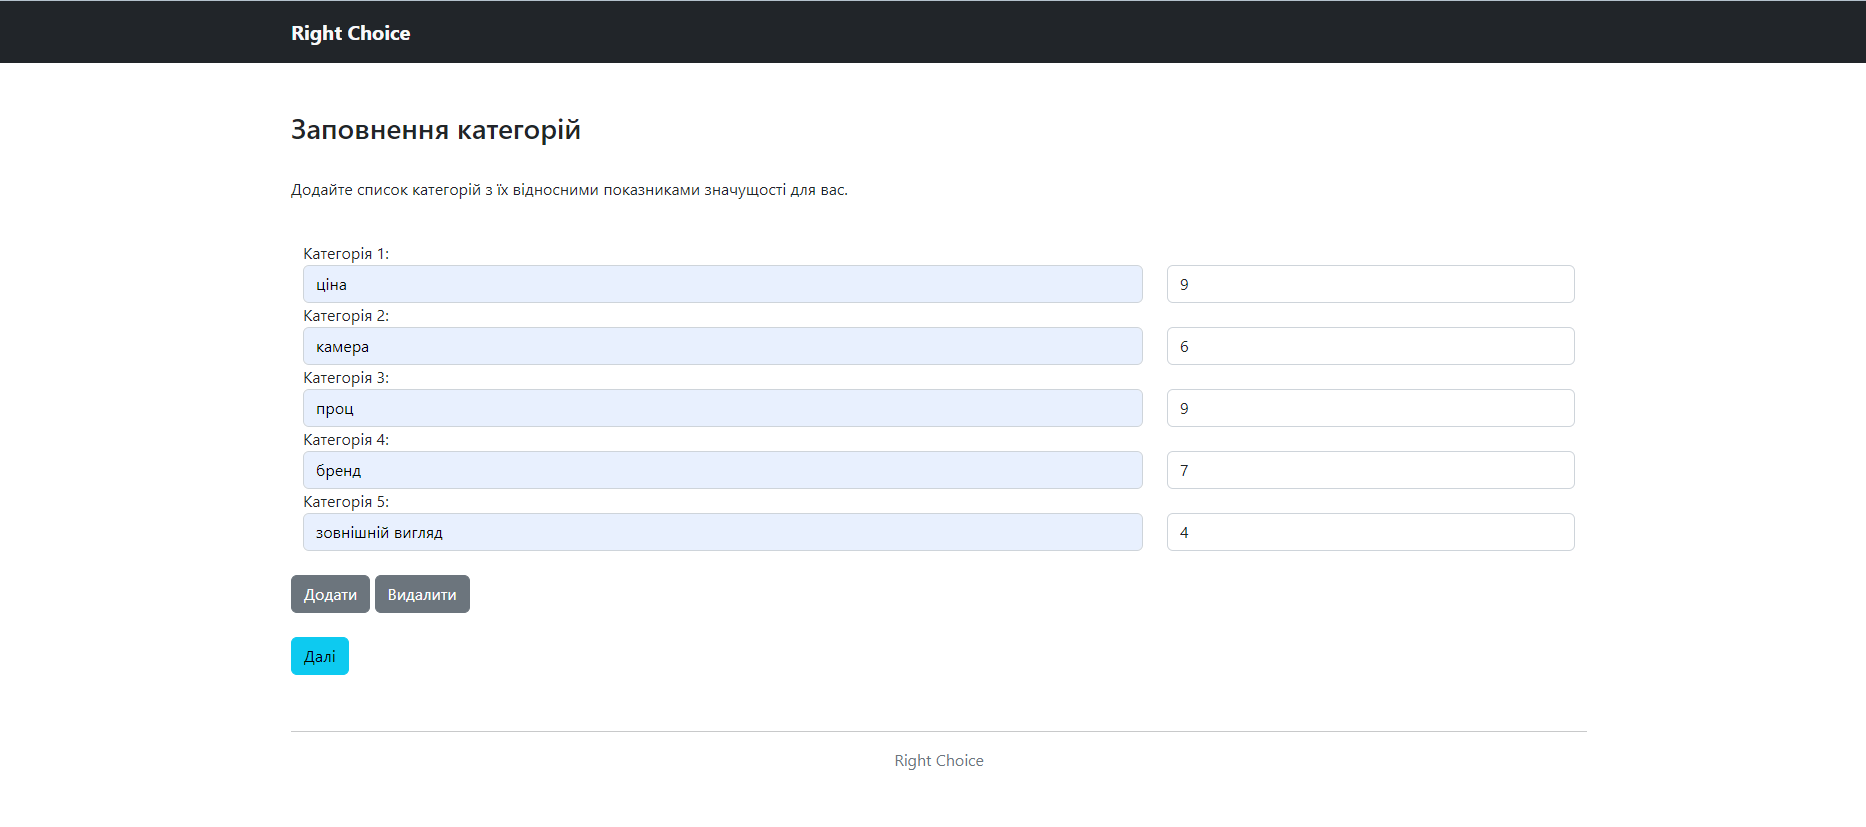 Right Choice
Заповнення категорій
Додайте список категорій з їх відносними показниками значущості для вас.
Категорія 1:
ціна 9
Категорія 2:
камера 6
Категорія 3:
проц 9
Категорія 4:
бренд 7
Категорія 5:
зовнішній вигляд 4
Додати Видалити
Далі
Right Choice